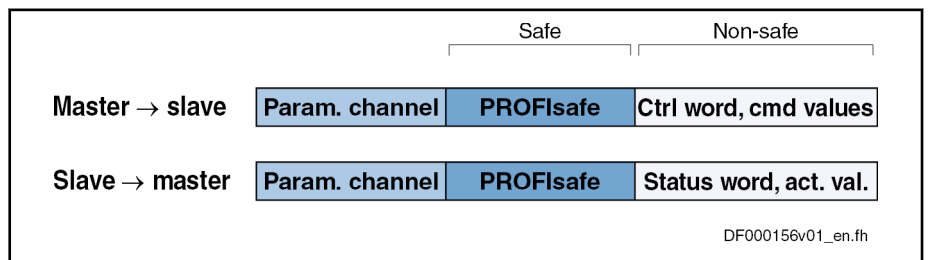 Safe Non-safe
Master → slave Param. channel PROFIsafe Ctrl word, cmd values
Slave → master Param. channel PROFIsafe Status word, act. val.
DF000156v01_en.fh